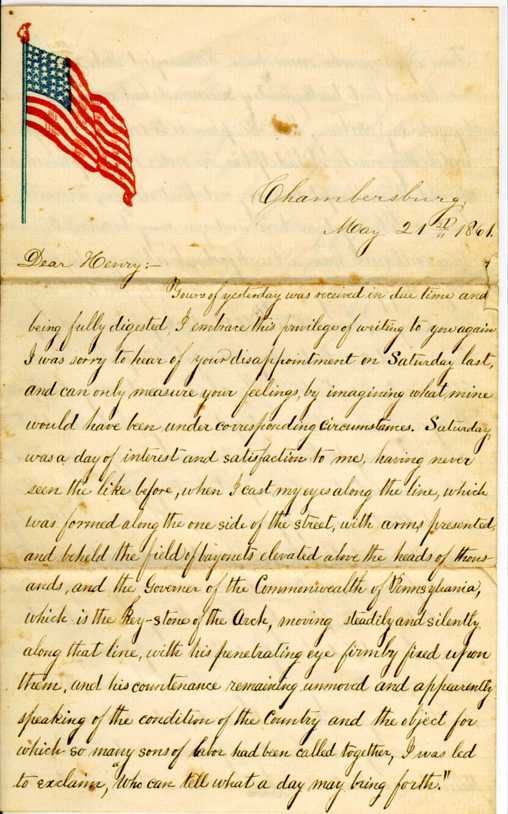 Chambersburg,
May 21st 1861.
Dear Henry:—
Yours of yesterday was received in due time and
being fully digested I embrace this privilege of writing to you again
I was sorry to hear of your disappointment on Saturday last,
and can only measure your feelings, by imagining what mine
would have been under corresponding circumstances. Saturday,
was a day of interest and satisfaction to me, having never
seen the like before, when I cast my eyes along the line, which
was formed along the one side of the street, with arms presented,
and beheld the field of bayonets elevated above the heads of thous-
ands, and the Governer of the Commonwealth of Pennsylvania,
which is the Key-stone of the Arch, moving steadily and silently
along that line, with his penetrating eye firmly fixed upon
them, and his countenance remaining unmoved and appearently
speaking of the condition of the Country and the object for
which so many sons of labor had been called together, I was led
to exclaim, "Who can tell what a day may bring forth."